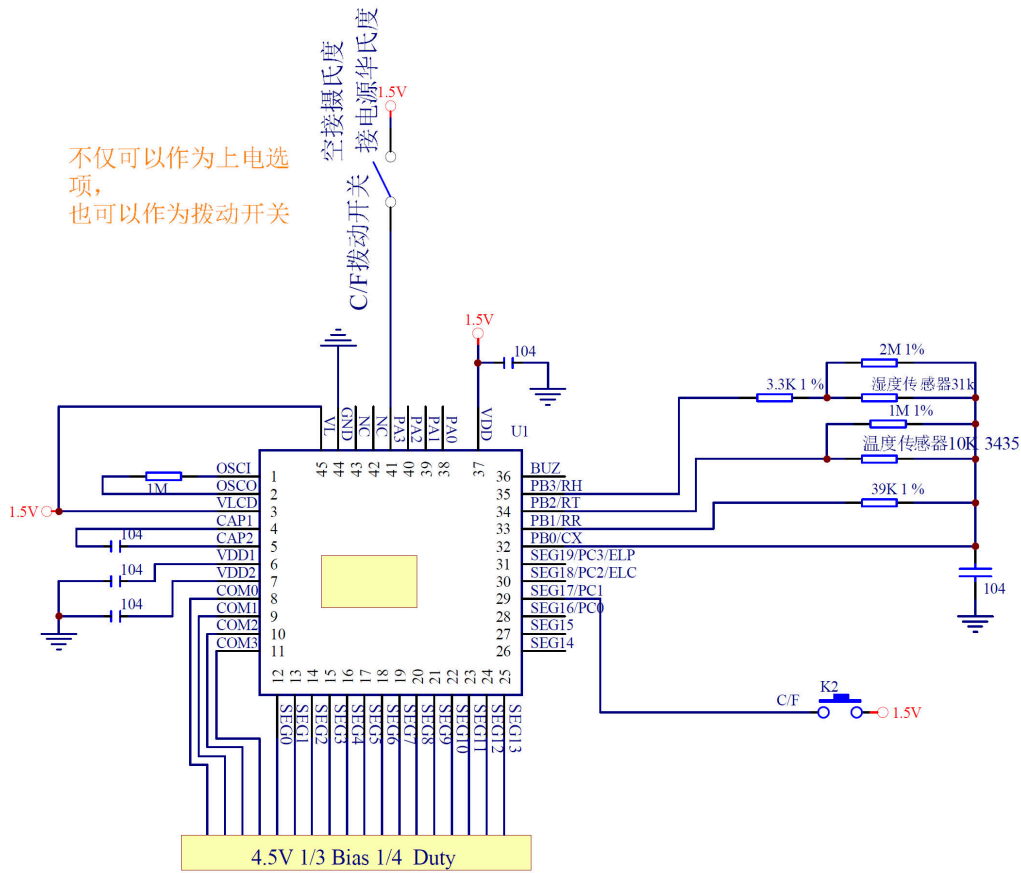 空接摄氏度
接电源华氏度
1.5V
不仅可以作为上电选
项，
也可以作为拨动开关
C/F拨动开关
1.5V
104
U1
VL
GND
NC
NC
PA3
PA2
PA1
PA0
VDD
45
44
43
42
41
40
39
38
37
2M 1%
3.3K 1 %
湿度传感器31k
1M 1%
温度传感器10K 3435
39K 1 %
104
1M
1.5V
104
104
104
OSCI
OSCO
VLCD
CAP1
CAP2
VDD1
VDD2
COM0
COM1
COM2
COM3
1
2
3
4
5
6
7
8
9
10
11
36
35
34
33
32
31
30
29
28
27
26
BUZ
PB3/RH
PB2/RT
PB1/RR
PB0/CX
SEG19/PC3/ELP
SEG18/PC2/ELC
SEG17/PC1
SEG16/PC0
SEG15
SEG14
12
13
14
15
16
17
18
19
20
21
22
23
24
25
SEG0
SEG1
SEG2
SEG3
SEG4
SEG5
SEG6
SEG7
SEG8
SEG9
SEG10
SEG11
SEG12
SEG13
C/F
K2
1.5V
4.5V 1/3 Bias 1/4 Duty